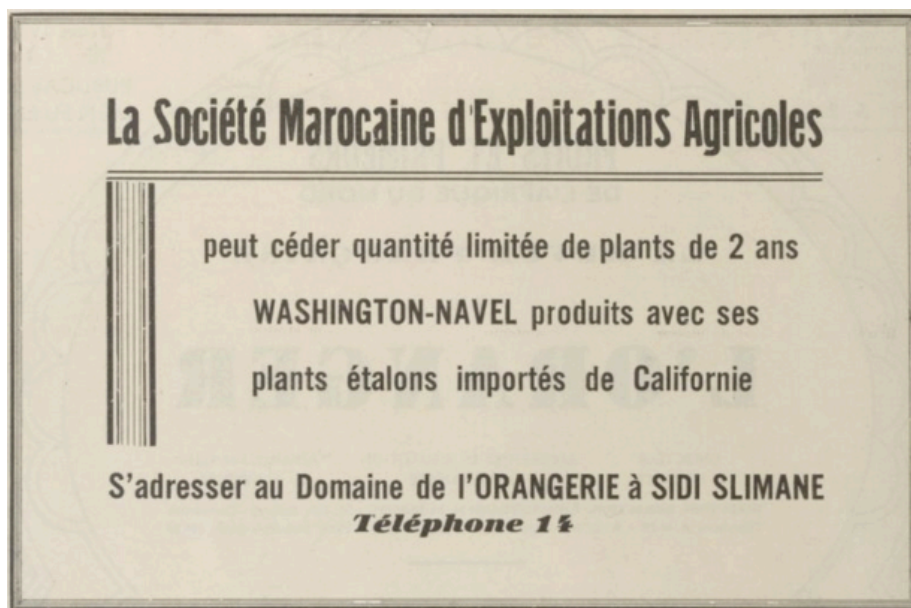 La Société Marocaine d'Exploitations Agricoles
peut céder quantité limitée de plants de 2 ans
WASHINGTON-NAVEL produits avec ses
plants étalons importés de Californie
S'adresser au Domaine de l'ORANGERIE à SIDI SLIMANE
Téléphone 14